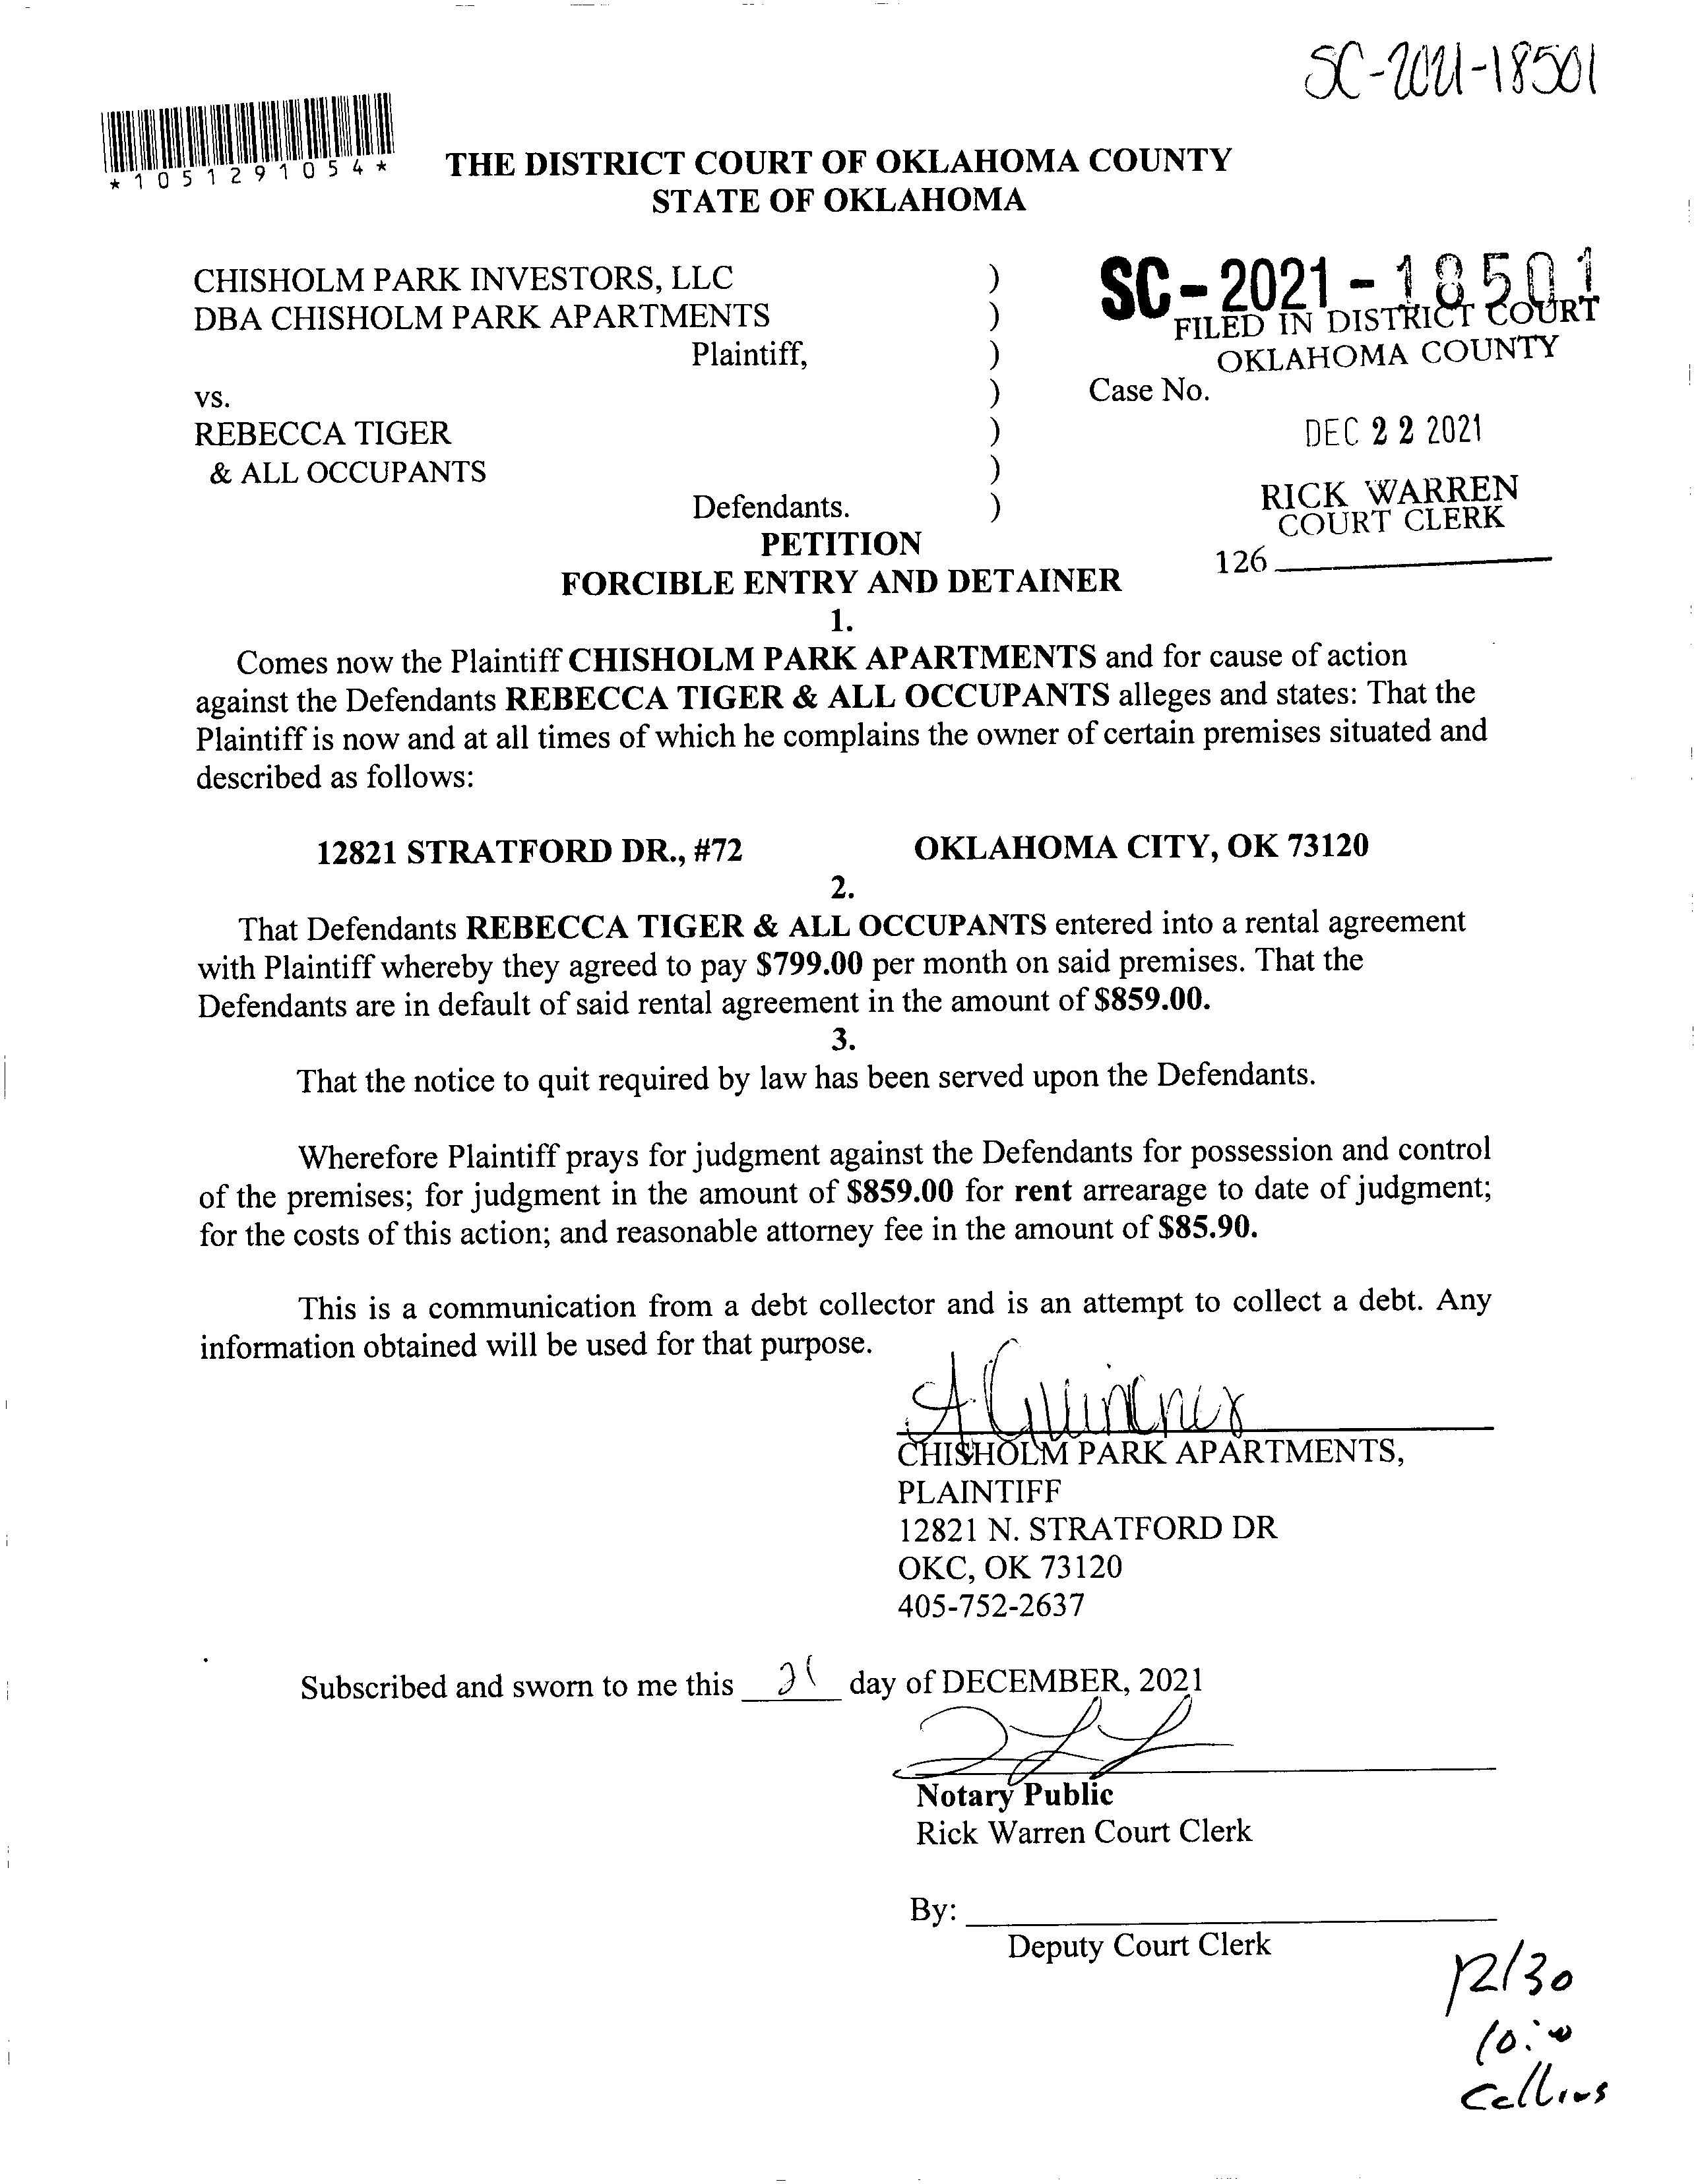 SC-2021-18501
*1051291054*
THE DISTRICT COURT OF OKLAHOMA COUNTY
STATE OF OKLAHOMA
CHISHOLM PARK INVESTORS, LLC )
DBA CHISHOLM PARK APARTMENTS )
Plaintiff, )
vs. )
REBECCA TIGER )
& ALL OCCUPANTS )
Defendants. )
SC-2021-18501
FILED IN DISTRICT COURT
OKLAHOMA COUNTY
Case No.
DEC 22 2021
RICK WARREN
COURT CLERK
126
PETITION
FORCIBLE ENTRY AND DETAINER
1.
Comes now the Plaintiff CHISHOLM PARK APARTMENTS and for cause of action
against the Defendants REBECCA TIGER & ALL OCCUPANTS alleges and states: That the
Plaintiff is now and at all times of which he complains the owner of certain premises situated and
described as follows:
12821 STRATFORD DR., #72 OKLAHOMA CITY, OK 73120
2.
That Defendants REBECCA TIGER & ALL OCCUPANTS entered into a rental agreement
with Plaintiff whereby they agreed to pay $799.00 per month on said premises. That the
Defendants are in default of said rental agreement in the amount of $859.00.
3.
That the notice to quit required by law has been served upon the Defendants.
Wherefore Plaintiff prays for judgment against the Defendants for possession and control
of the premises; for judgment in the amount of $859.00 for rent arrearage to date of judgment;
for the costs of this action; and reasonable attorney fee in the amount of $85.90.
This is a communication from a debt collector and is an attempt to collect a debt. Any
information obtained will be used for that purpose.
CHISHOLM PARK APARTMENTS,
PLAINTIFF
12821 N. STRATFORD DR
OKC, OK 73120
405-752-2637
Subscribed and sworn to me this 21 day of DECEMBER, 2021
Notary Public
Rick Warren Court Clerk
By:
Deputy Court Clerk
12/30
10:00
Collins